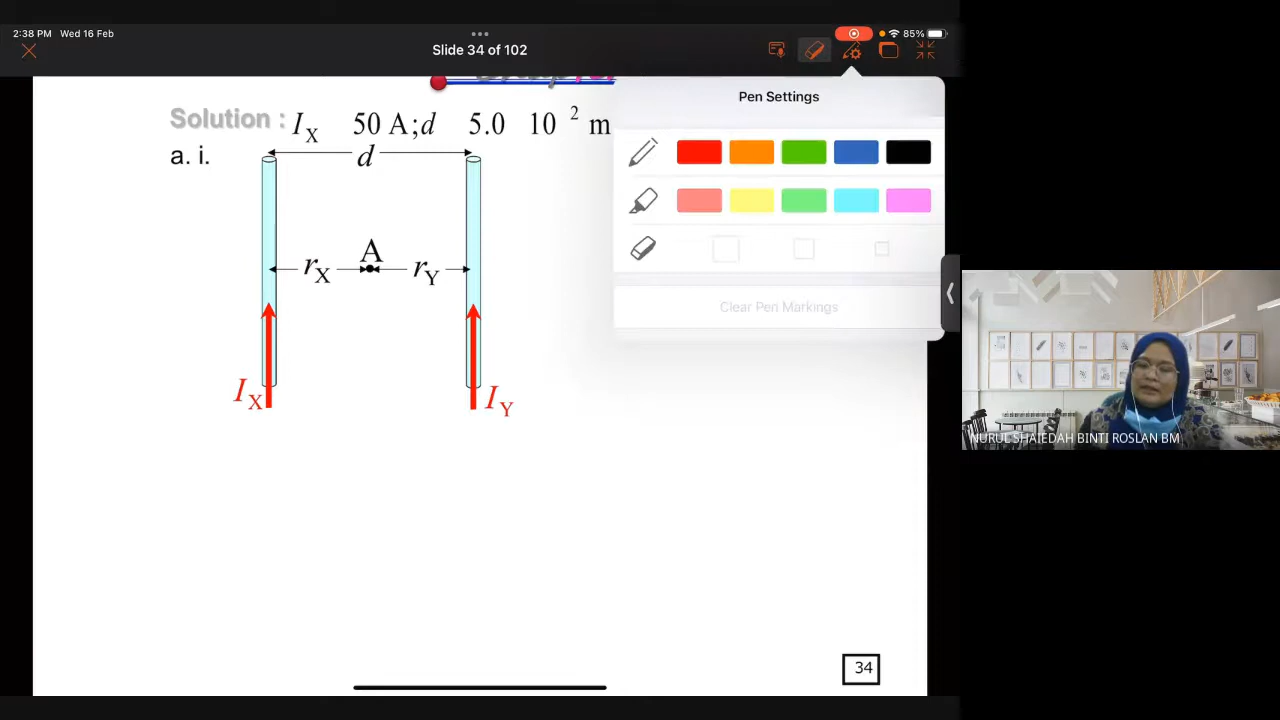 2:38 PM Wed 16 Feb
85%
Slide 34 of 102
Pen Settings
Solution : I X 50 A; d 5.0 10 2 m
a. i.
d
A
r X
r Y
I X
I Y
Clear Pen Markings
34
NURUL SHAIEDAH BINTI ROSLAN BM